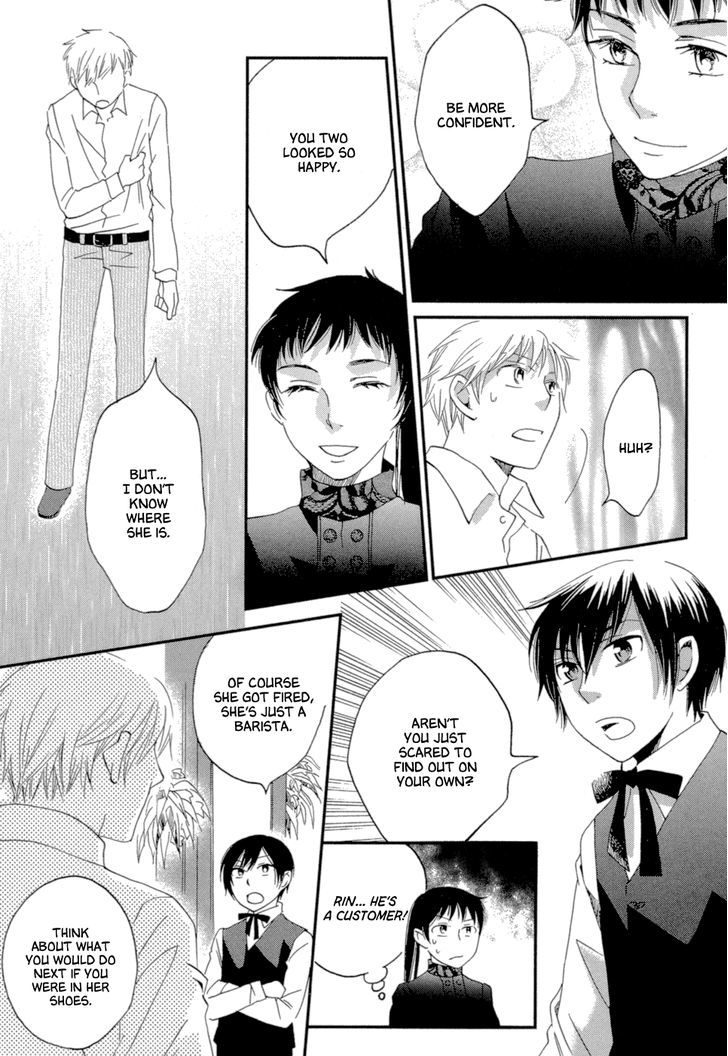 BE MORE
CONFIDENT.
YOU TWO
LOOKED SO
HAPPY.
HUH?
BUT...
I DON'T
KNOW
WHERE
SHE IS.
AREN'T
YOU JUST
SCARED TO
FIND OUT ON
YOUR OWN?
OF COURSE
SHE GOT FIRED,
SHE'S JUST A
BARISTA.
RIN... HE'S
A CUSTOMER!
THINK
ABOUT WHAT
YOU WOULD DO
NEXT IF YOU
WERE IN HER
SHOES.